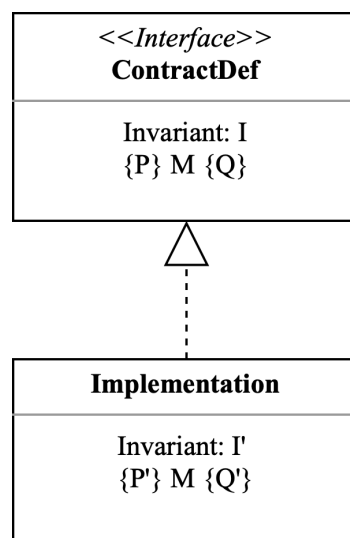 <<Interface>>
ContractDef
Invariant: I
{P} M {Q}
Implementation
Invariant: I'
{P'} M {Q'}